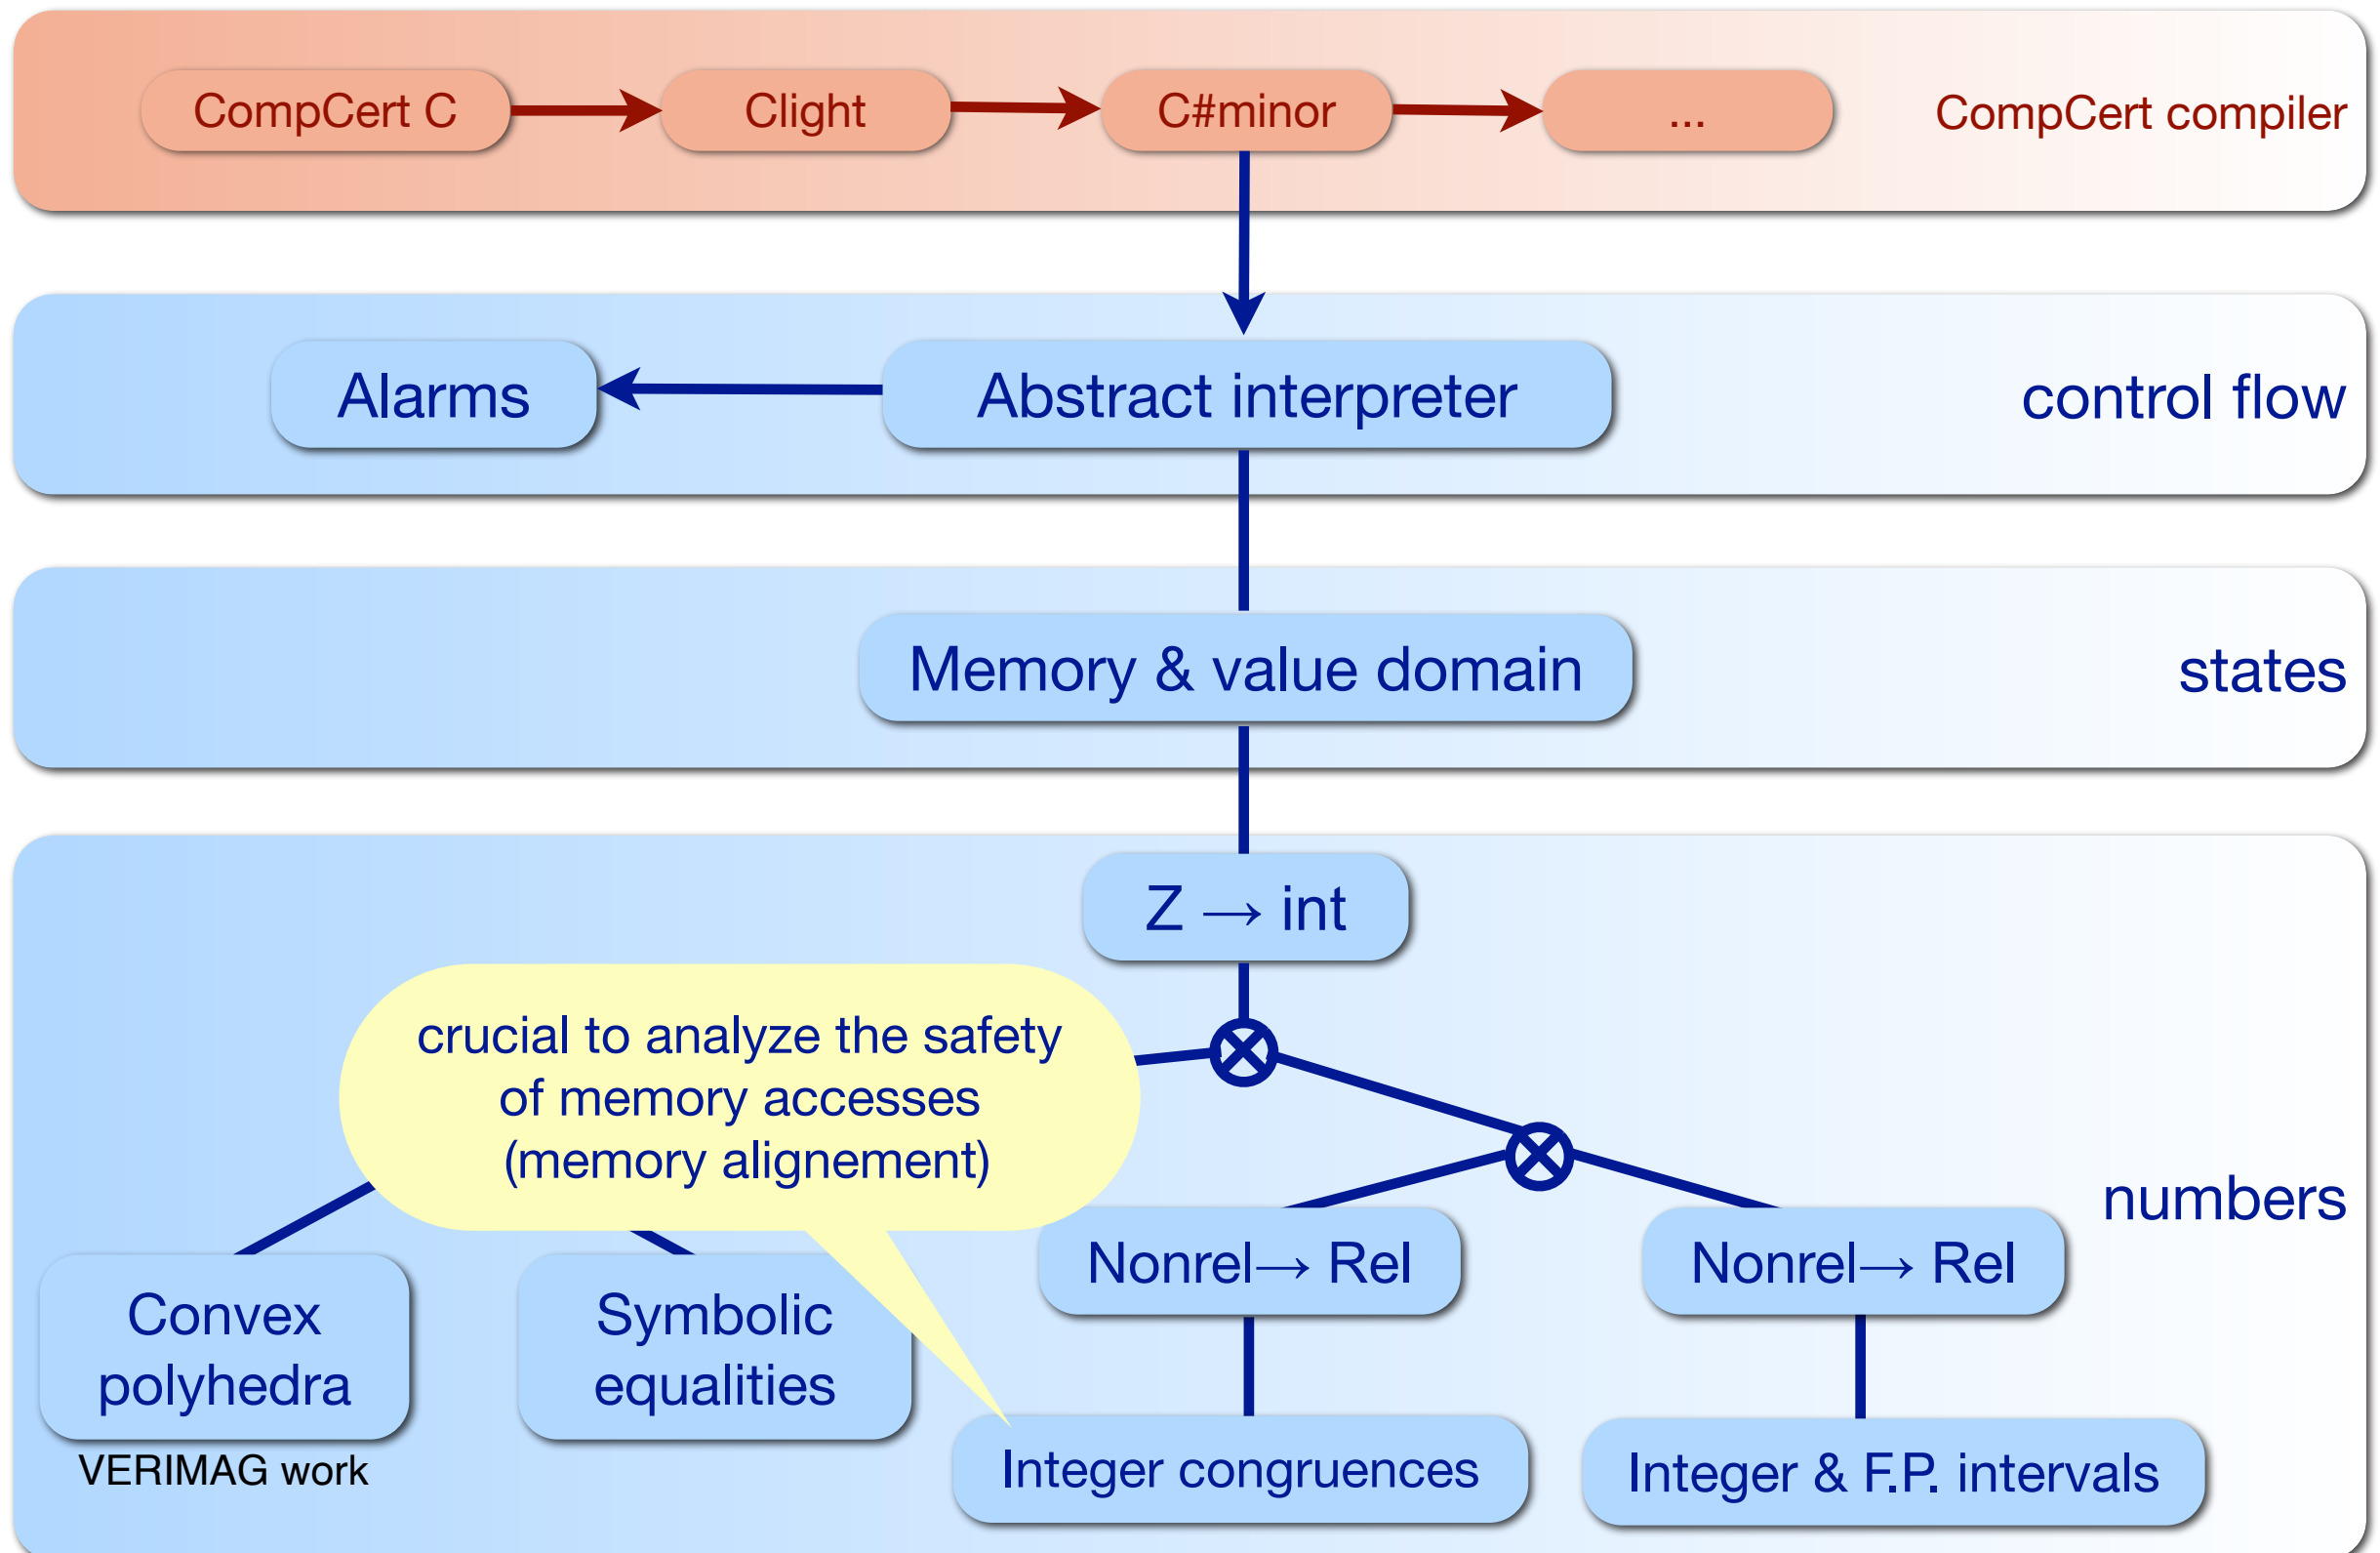 CompCert C
Clight
C#minor
...
CompCert compiler
Alarms
Abstract interpreter
control flow
Memory & value domain
states
Z → int
crucial to analyze the safety
of memory accesses
(memory alignement)
numbers
Nonrel→ Rel
Nonrel→ Rel
Convex
polyhedra
Symbolic
equalities
VERIMAG work
Integer congruences
Integer & F.P. intervals